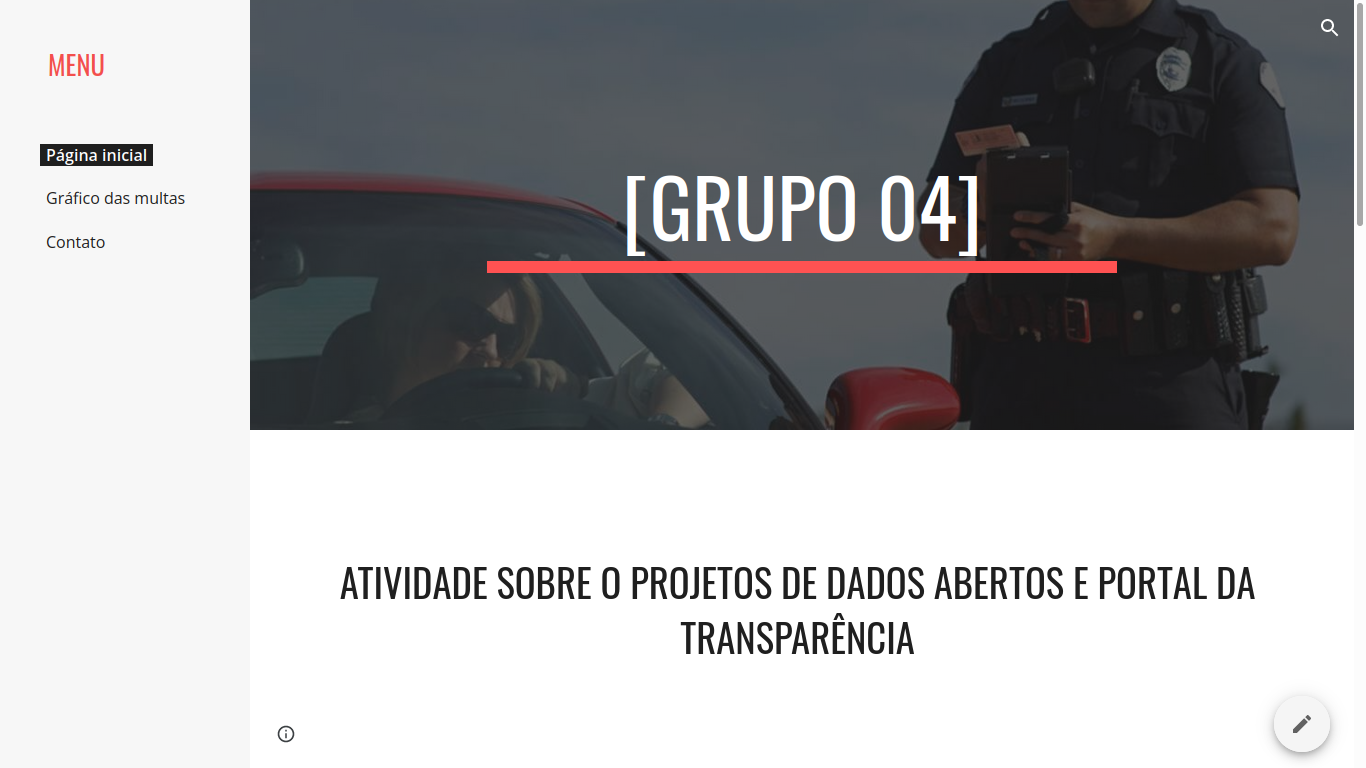 MENU
Página inicial
Gráfico das multas
Contato
[GRUPO 04]
ATIVIDADE SOBRE O PROJETOS DE DADOS ABERTOS E PORTAL DA
TRANSPARÊNCIA